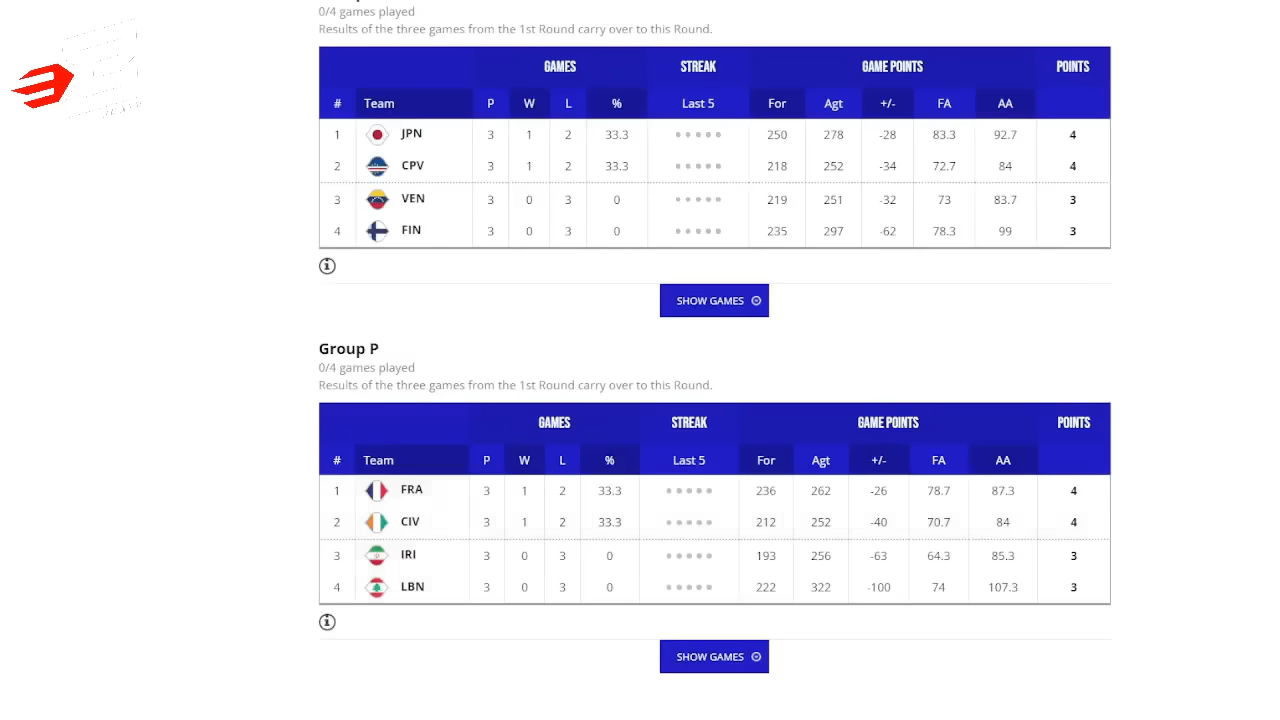 0/4 games played
Results of the three games from the 1st Round carry over to this Round.
GAMES STREAK GAME POINTS POINTS
# Team P W L % Last 5 For Agt +/- FA AA
1 JPN 3 1 2 33.3 250 278 -28 83.3 92.7 4
2 CPV 3 1 2 33.3 218 252 -34 72.7 84 4
3 VEN 3 0 3 0 219 251 -32 73 83.7 3
4 FIN 3 0 3 0 235 297 -62 78.3 99 3
SHOW GAMES
Group P
0/4 games played
Results of the three games from the 1st Round carry over to this Round.
GAMES STREAK GAME POINTS POINTS
# Team P W L % Last 5 For Agt +/- FA AA
1 FRA 3 1 2 33.3 236 262 -26 78.7 87.3 4
2 CIV 3 1 2 33.3 212 252 -40 70.7 84 4
3 IRI 3 0 3 0 193 256 -63 64.3 85.3 3
4 LBN 3 0 3 0 222 322 -100 74 107.3 3
SHOW GAMES